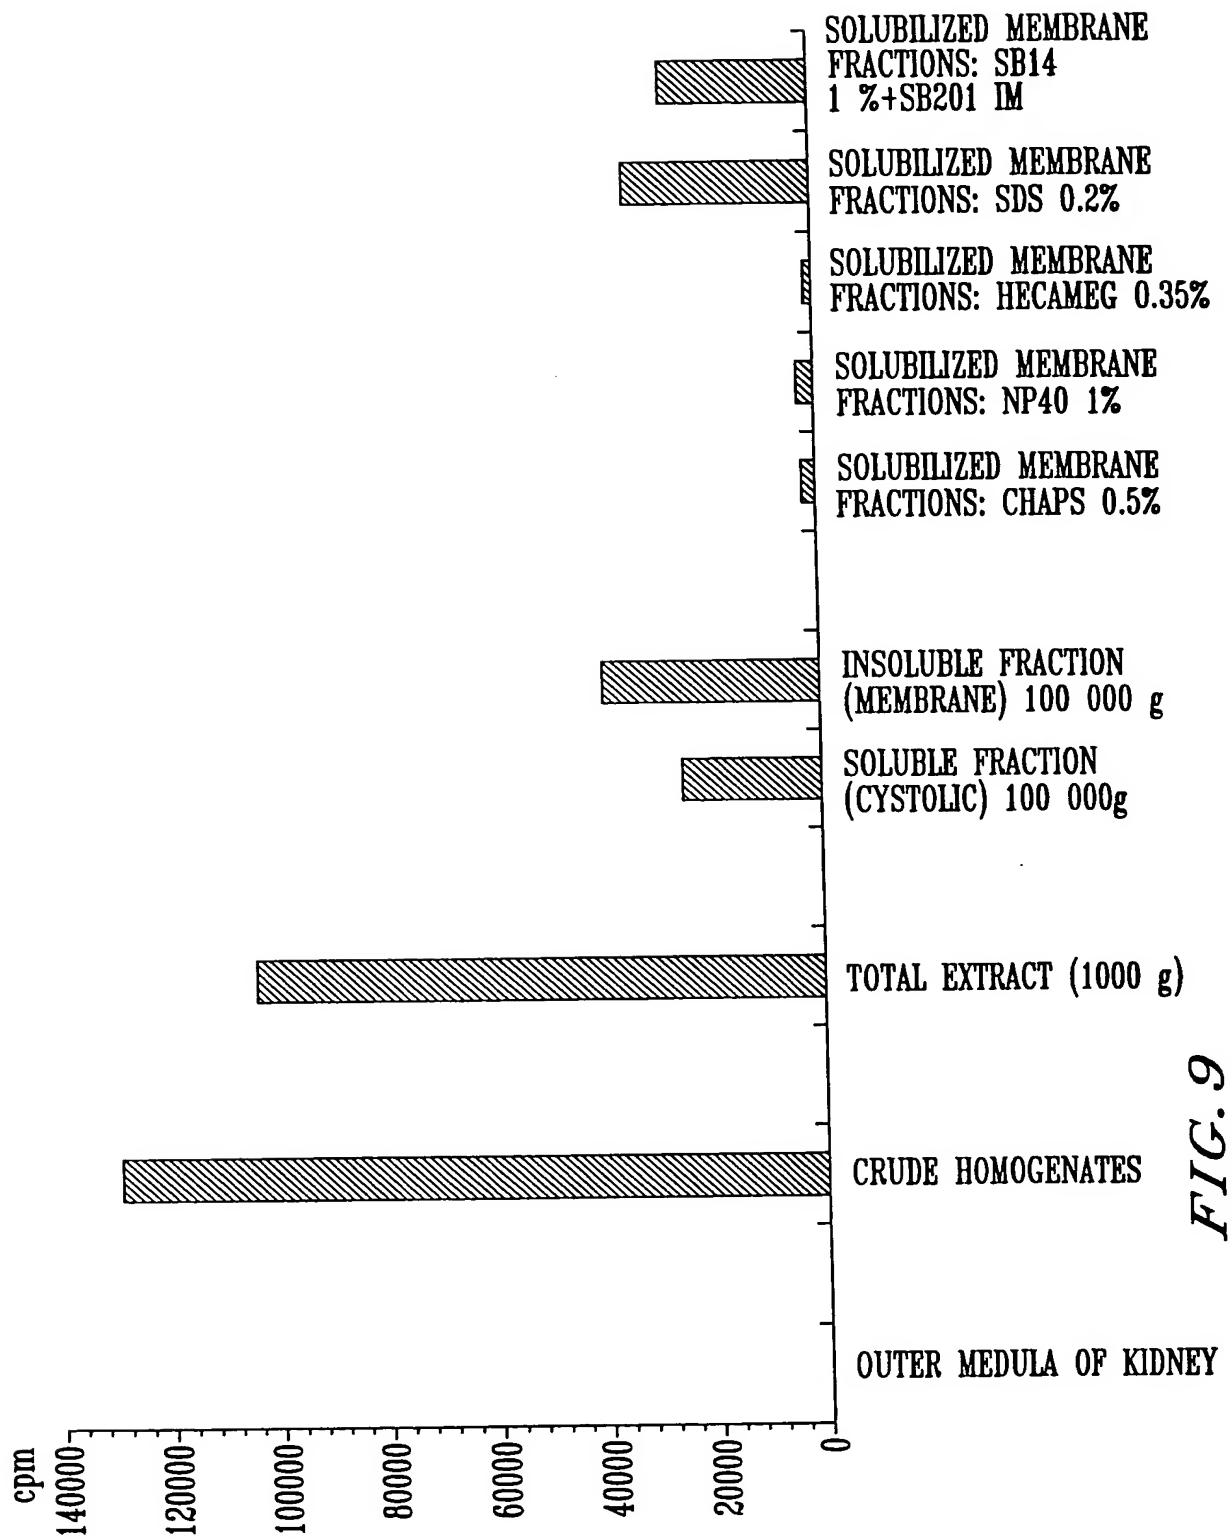 cpm
140000
120000
100000
80000
60000
40000
20000
0
OUTER MEDULA OF KIDNEY
CRUDE HOMOGENATES
TOTAL EXTRACT (1000 g)
SOLUBLE FRACTION
(CYSTOLIC) 100 000g
INSOLUBLE FRACTION
(MEMBRANE) 100 000 g
SOLUBILIZED MEMBRANE
FRACTIONS: CHAPS 0.5%
SOLUBILIZED MEMBRANE
FRACTIONS: NP40 1%
SOLUBILIZED MEMBRANE
FRACTIONS: HECAMEG 0.35%
SOLUBILIZED MEMBRANE
FRACTIONS: SDS 0.2%
SOLUBILIZED MEMBRANE
FRACTIONS: SB14
1 %+SB201 IM
FIG. 9